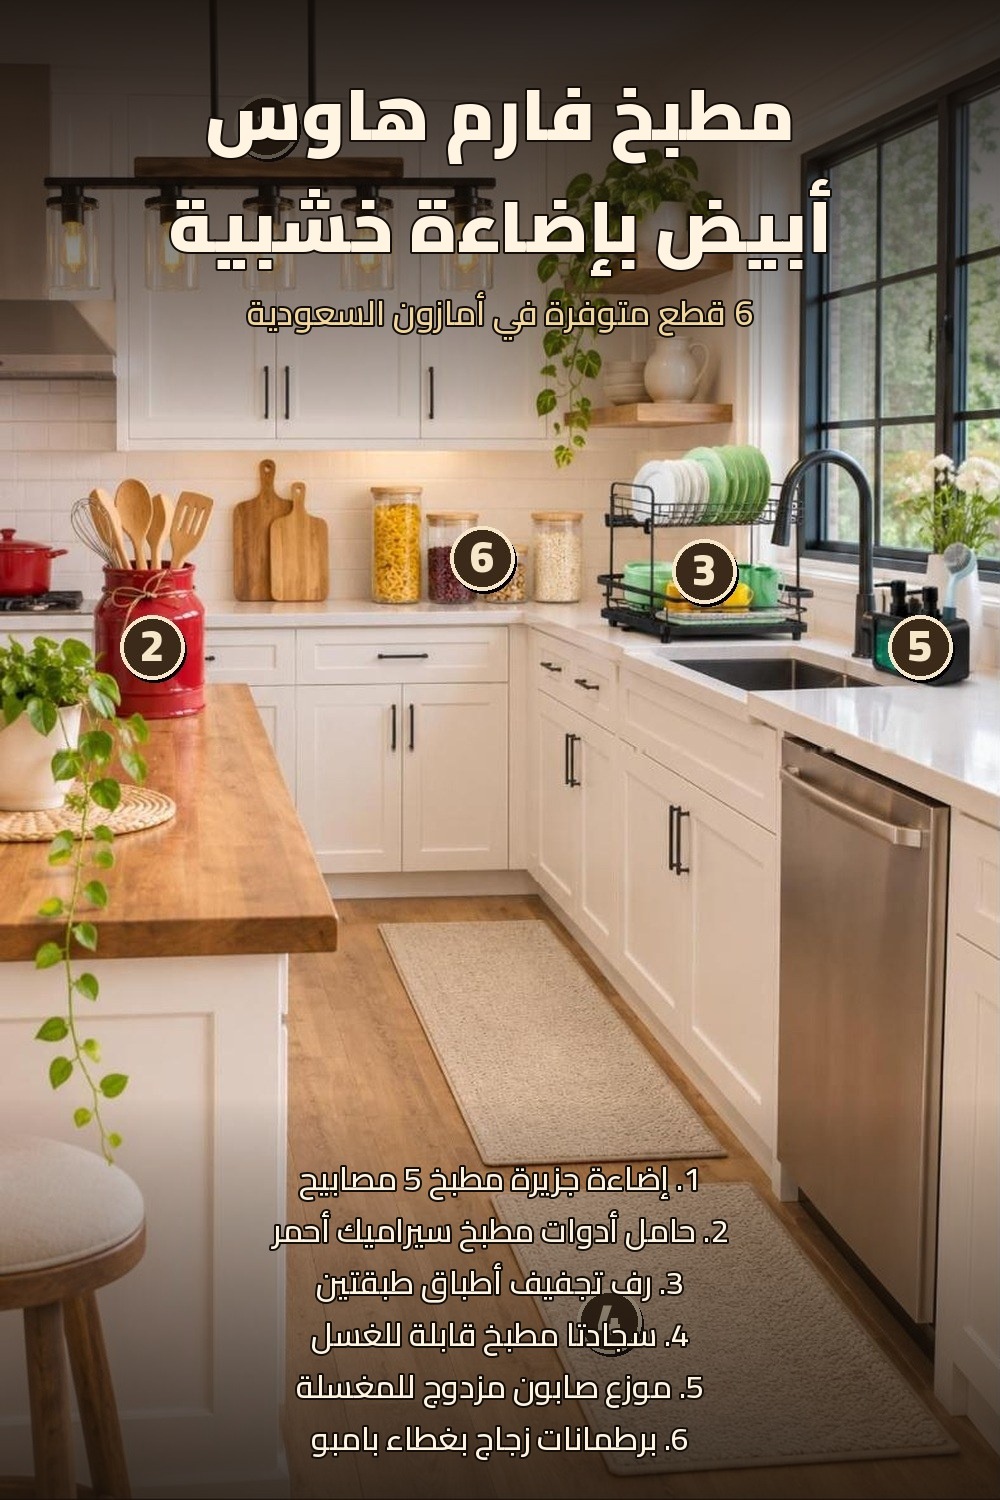 مطبخ فارم هاوس
أبيض بإضاءة خشبية
6 قطع متوفرة في أمازون السعودية
6
3
2
5
1. إضاءة جزيرة مطبخ 5 مصابيح
2. حامل أدوات مطبخ سيراميك أحمر
3. رف تجفيف أطباق طبقتين
4
4. سجادتا مطبخ قابلة للغسل
5. موزع صابون مزدوج للمغسلة
6. برطمانات زجاج بغطاء بامبو